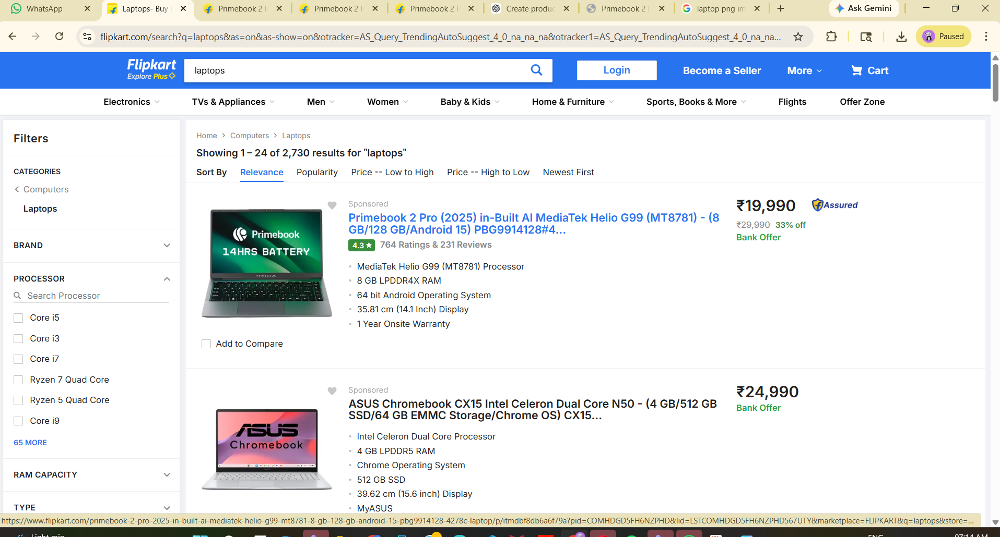 WhatsApp
Laptops- Buy
Primebook 2 P
Primebook 2 P
Primebook 2 P
Create produc
Primebook 2 P
laptop png im
Ask Gemini
flipkart.com/search?q=laptops&as=on&as-show=on&otracker=AS_Query_TrendingAutoSuggest_4_0_na_na_na&otracker1=AS_Query_TrendingAutoSuggest_4_0_na_na...
Paused
Flipkart
Explore Plus
laptops
Login
Become a Seller
More
Cart
Electronics
TVs & Appliances
Men
Women
Baby & Kids
Home & Furniture
Sports, Books & More
Flights
Offer Zone
Filters
CATEGORIES
Computers
Laptops
BRAND
PROCESSOR
Search Processor
Core i5
Core i3
Core i7
Ryzen 7 Quad Core
Ryzen 5 Quad Core
Core i9
65 MORE
RAM CAPACITY
TYPE
Home > Computers > Laptops
Showing 1 – 24 of 2,730 results for "laptops"
Sort By Relevance Popularity Price -- Low to High Price -- High to Low Newest First
Primebook
14HRS BATTERY
PRIMEBOOK
Add to Compare
Sponsored
Primebook 2 Pro (2025) in-Built AI MediaTek Helio G99 (MT8781) - (8
GB/128 GB/Android 15) PBG9914128#4...
4.3 ★ 764 Ratings & 231 Reviews
MediaTek Helio G99 (MT8781) Processor
8 GB LPDDR4X RAM
64 bit Android Operating System
35.81 cm (14.1 Inch) Display
1 Year Onsite Warranty
₹19,990
Assured
₹29,990 33% off
Bank Offer
ASUS
Chromebook
Sponsored
ASUS Chromebook CX15 Intel Celeron Dual Core N50 - (4 GB/512 GB
SSD/64 GB EMMC Storage/Chrome OS) CX15...
Intel Celeron Dual Core Processor
4 GB LPDDR5 RAM
Chrome Operating System
512 GB SSD
39.62 cm (15.6 inch) Display
MyASUS
₹24,990
Bank Offer
https://www.flipkart.com/primebook-2-pro-2025-in-built-ai-mediatek-helio-g99-mt8781-8-gb-128-gb-android-15-pbg9914128-4278c-laptop/p/itmdbf8db6a6f79a?pid=COMHDGD5FH6NZPHD&lid=LSTCOMHDGD5FH6NZPHD567UTY&marketplace=FLIPKART&q=laptops&store=...
Light rain
ENG
07:14 AM